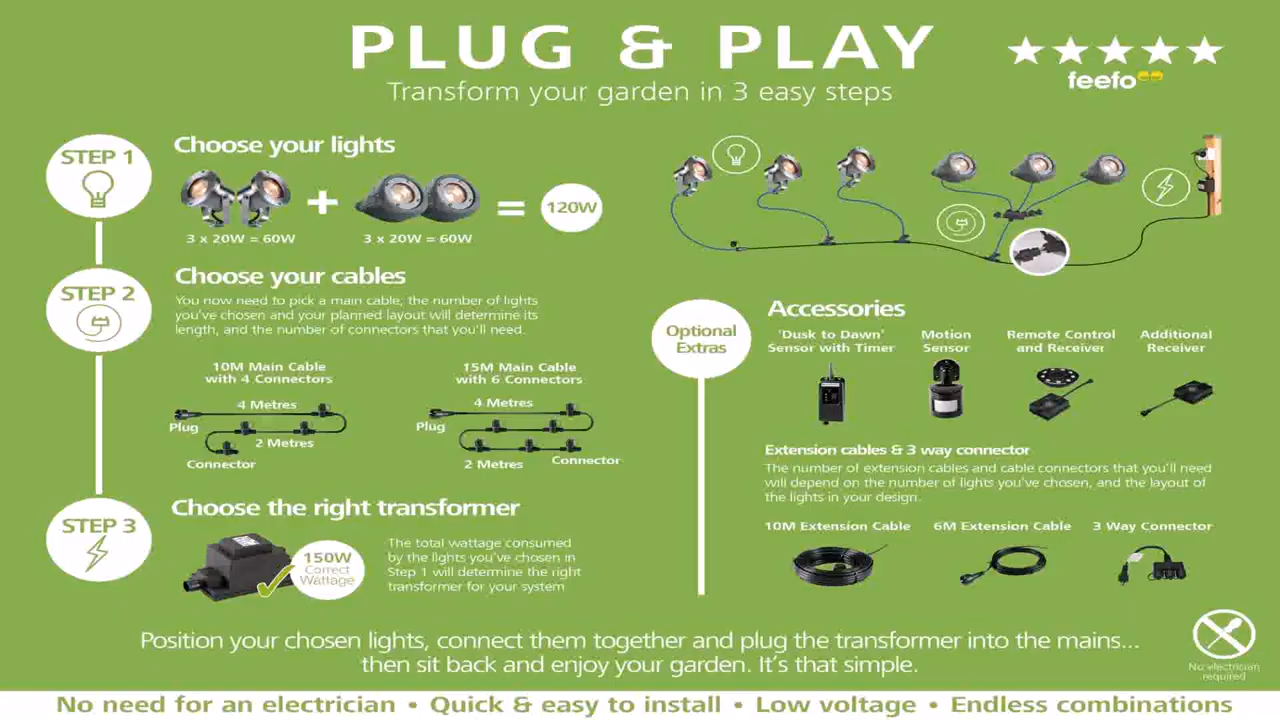 PLUG & PLAY
Transform your garden in 3 easy steps
feefo
STEP 1
Choose your lights
+
=
120W
3 x 20W = 60W
3 x 20W = 60W
STEP 2
Choose your cables
You now need to pick a main cable, the number of lights
you've chosen and your planned layout will determine its
length, and the number of connectors that you'll need.
10M Main Cable
with 4 Connectors
4 Metres
Plug
2 Metres
Connector
15M Main Cable
with 6 Connectors
4 Metres
Plug
2 Metres
Connector
STEP 3
Choose the right transformer
150W
Correct
Wattage
The total wattage consumed
by the lights you've chosen in
Step 1 will determine the right
transformer for your system
Optional
Extras
Accessories
'Dusk to Dawn'
Sensor with Timer
Motion
Sensor
Remote Control
and Receiver
Additional
Receiver
Extension cables & 3 way connector
The number of extension cables and cable connectors that you'll need
will depend on the number of lights you've chosen, and the layout of
the lights in your design.
10M Extension Cable
6M Extension Cable
3 Way Connector
Position your chosen lights, connect them together and plug the transformer into the mains...
then sit back and enjoy your garden. It's that simple.
No electrician
required
No need for an electrician • Quick & easy to install • Low voltage • Endless combinations